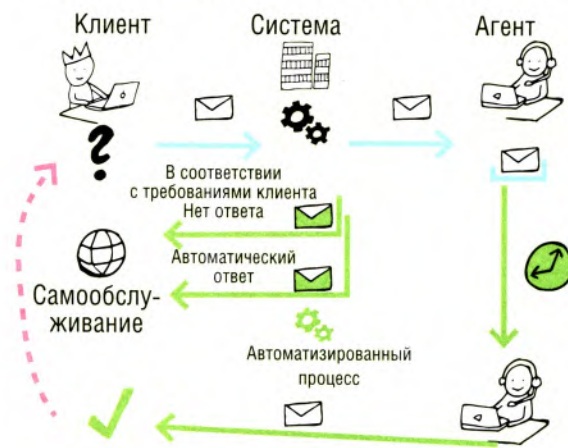 Клиент
Система
Агент
?
В соответствии
с требованиями клиента
Нет ответа
Автоматический
ответ
Самообслу-
живание
Автоматизированный
процесс